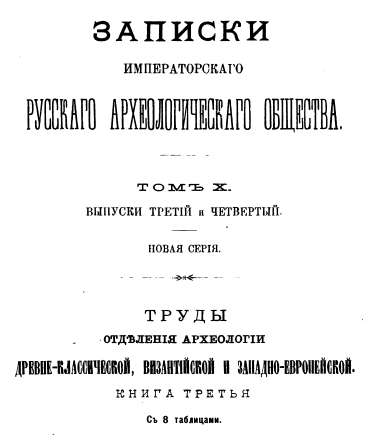 ЗАПИСКИ
ИМПЕРАТОРСКАГО
РУССКАГО АРХЕОЛОГИЧЕСКАГО ОБЩЕСТВА.
ТОМЪ X.
ВЫПУСКИ ТРЕТІЙ и ЧЕТВЕРТЫЙ.
НОВАЯ СЕРІЯ.
ТРУДЫ
ОТДѢЛЕНІЯ АРХЕОЛОГІИ
ДРЕВНЕ-КЛАССИЧЕСКОЙ, ВИЗАНТІЙСКОЙ И ЗАПАДНО-ЕВРОПЕЙСКОЙ.
КНИГА ТРЕТЬЯ
Съ 8 таблицами.